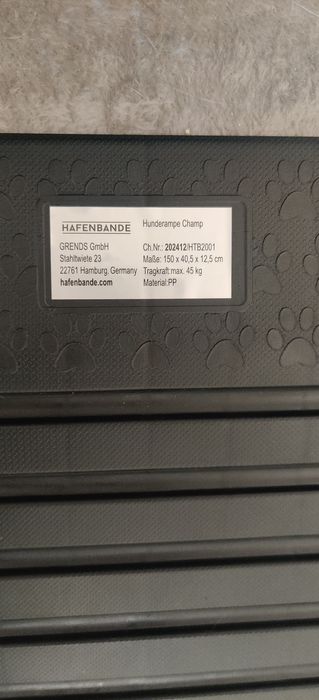 HAFENBANDE
GRENDS GmbH
Stahltwiete 23
22761 Hamburg, Germany
hafenbande.com
Hunderampe Champ
Ch.Nr.: 202412/HTB2001
Maße: 150 x 40,5 x 12,5 cm
Tragkraft:max. 45 kg
Material:PP